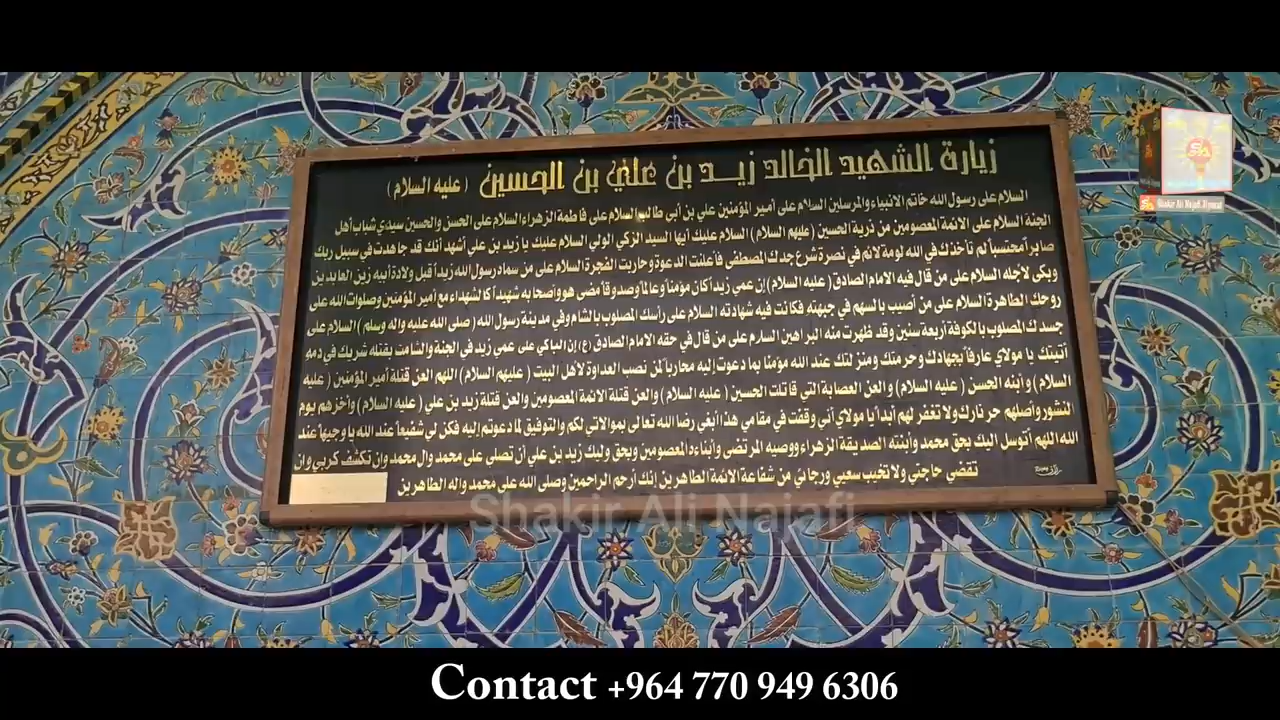 زيارة الشهيد الخالد زيد بن علي بن الحسين ( عليه السلام )
السلام على رسول الله خاتم الانبياء والمرسلين السلام على أمير المؤمنين علي بن أبي طالب السلام على فاطمة الزهراء السلام على الحسن والحسين سيدي شباب أهل
الجنة السلام على الائمة المعصومين من ذرية الحسين ( عليهم السلام ) السلام عليك أيها السيد الزكي الولي السلام عليك يا زيد بن علي أشهد أنك قد جاهدت في سبيل ربك
صابراً محتسباً لم تأخذك في الله لومة لائم في نصرة شرع جدك المصطفى فأعلنت الدعوة وحاربت الفجرة السلام على من سماه رسول الله زيداً قبل ولادة أبيه زين العابدين
وبكى لاجله السلام على من قال فيه الامام الصادق ( عليه السلام ) إن عمي زيداً كان مؤمناً وعالماً وصدوقاً مضى هو وأصحابه شهيداً كالشهداء مع أمير المؤمنين وصلوات الله على
روحك الطاهرة السلام على من أصيب بالسهم في جبهته فكانت فيه شهادته السلام على رأسك المصلوب بالشام وفي مدينة رسول الله ( صلى الله عليه واله وسلم ) السلام على
جسدك المصلوب بالكوفة أربعة سنين وقد ظهرت منه البراهين السلام على من قال في حقه الامام الصادق (ع) إن الباكي على عمي زيد في الجنة والشامت بقتله شريك في دمه
أتيتك يا مولاي عارفاً بجهادك وحرمتك ومنزلتك عند الله مؤمنا بما دعوت إليه محارباً لمن نصب العداوة لأهل البيت ( عليهم السلام ) اللهم العن قتلة أمير المؤمنين ( عليه
السلام ) وأبنه الحسن ( عليه السلام ) والعن العصابة التي قاتلت الحسين ( عليه السلام ) والعن قتلة الائمة المعصومين والعن قتلة زيد بن علي ( عليه السلام ) وأخزهم يوم
النشور وأصلهم حر نارك ولا تغفر لهم أبدا يا مولاي أني وقفت في مقامي هذا أبغي رضا الله تعالى بموالاتي لكم والتوفيق لما دعوتم إليه فكن لي شفيعاً عند الله يا وجيها عند
الله اللهم أتوسل اليك بحق محمد وأبنته الصديقة الزهراء ووصيه المرتضى وأبناءه المعصومين وبحق وليك زيد بن علي أن تصلي على محمد وال محمد وان تكشف كربي وان
تقضي حاجتي ولا تخيب سعيي ورجائي من شفاعة الائمة الطاهرين إنك أرحم الراحمين وصلى الله على محمد واله الطاهرين
Shakir Ali Najafi
Contact +964 770 949 6306